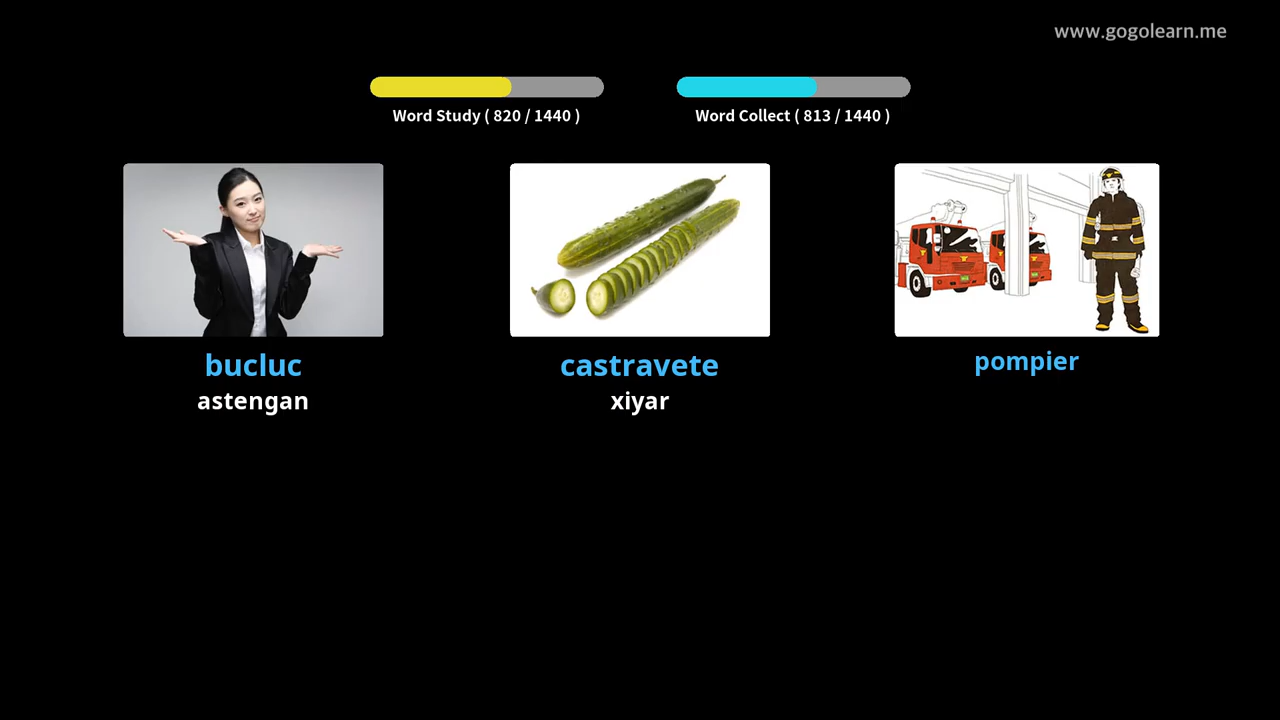 www.gogolearn.me
Word Study ( 820 / 1440 )
Word Collect ( 813 / 1440 )
bucluc
castravete
pompier
astengan
xiyar